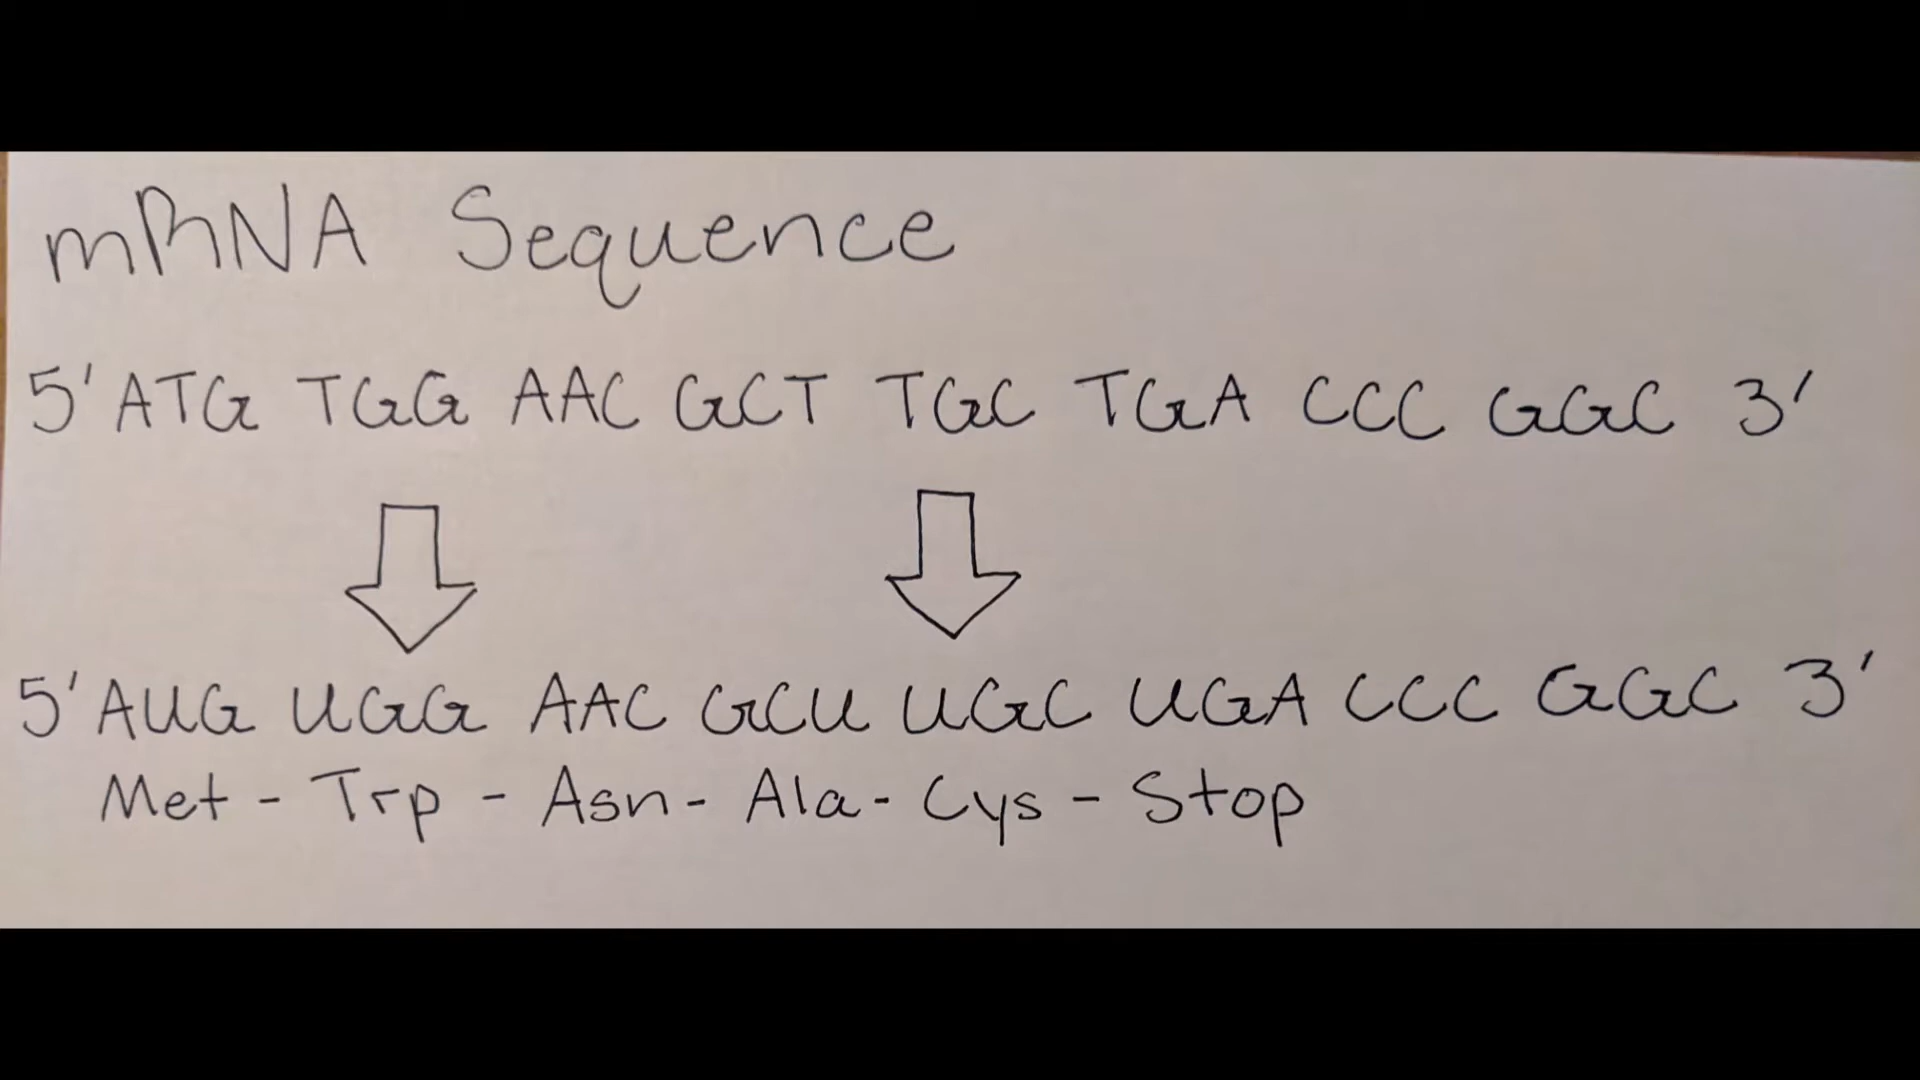 mRNA Sequence
5' ATG TGG AAC GCT TGC TGA CCC GGC 3'
5' AUG UGG AAC GCU UGC UGA CCC GGC 3'
Met - Trp - Asn - Ala - Cys - Stop